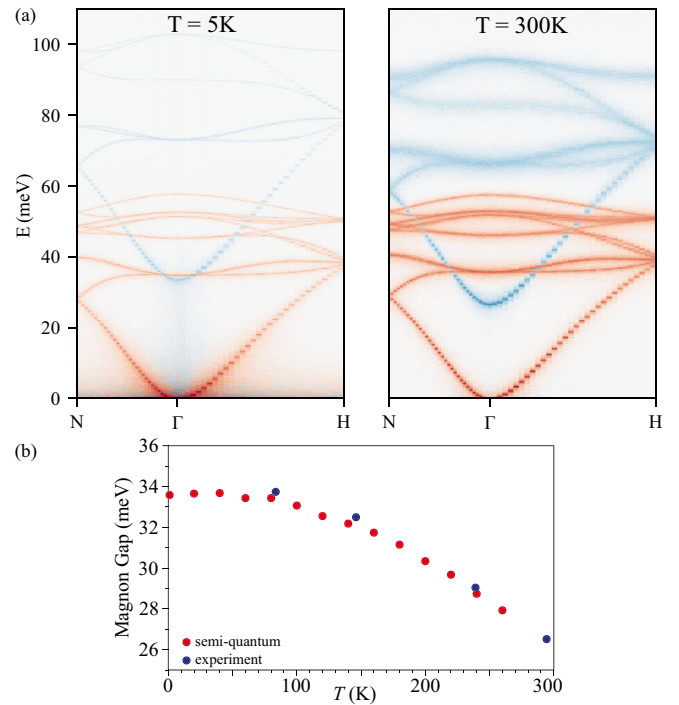 (a)
T = 5K
T = 300K
100
80
60
40
20
0
E (meV)
N
Γ
H
N
Γ
H
(b)
36
34
32
30
28
26
Magnon Gap (meV)
semi-quantum
experiment
0
100
200
300
T (K)